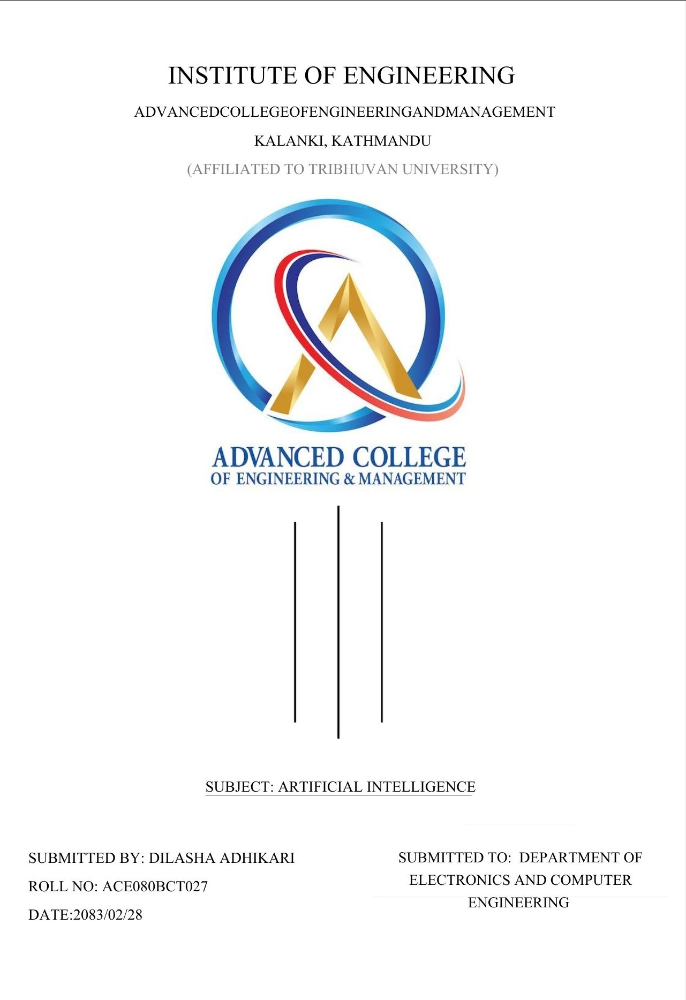 INSTITUTE OF ENGINEERING
ADVANCEDCOLLEGEOFENGINEERINGANDMANAGEMENT
KALANKI, KATHMANDU
(AFFILIATED TO TRIBHUVAN UNIVERSITY)
ADVANCED COLLEGE
OF ENGINEERING & MANAGEMENT
SUBJECT: ARTIFICIAL INTELLIGENCE
SUBMITTED BY: DILASHA ADHIKARI
ROLL NO: ACE080BCT027
DATE:2083/02/28
SUBMITTED TO:  DEPARTMENT OF
ELECTRONICS AND COMPUTER
ENGINEERING